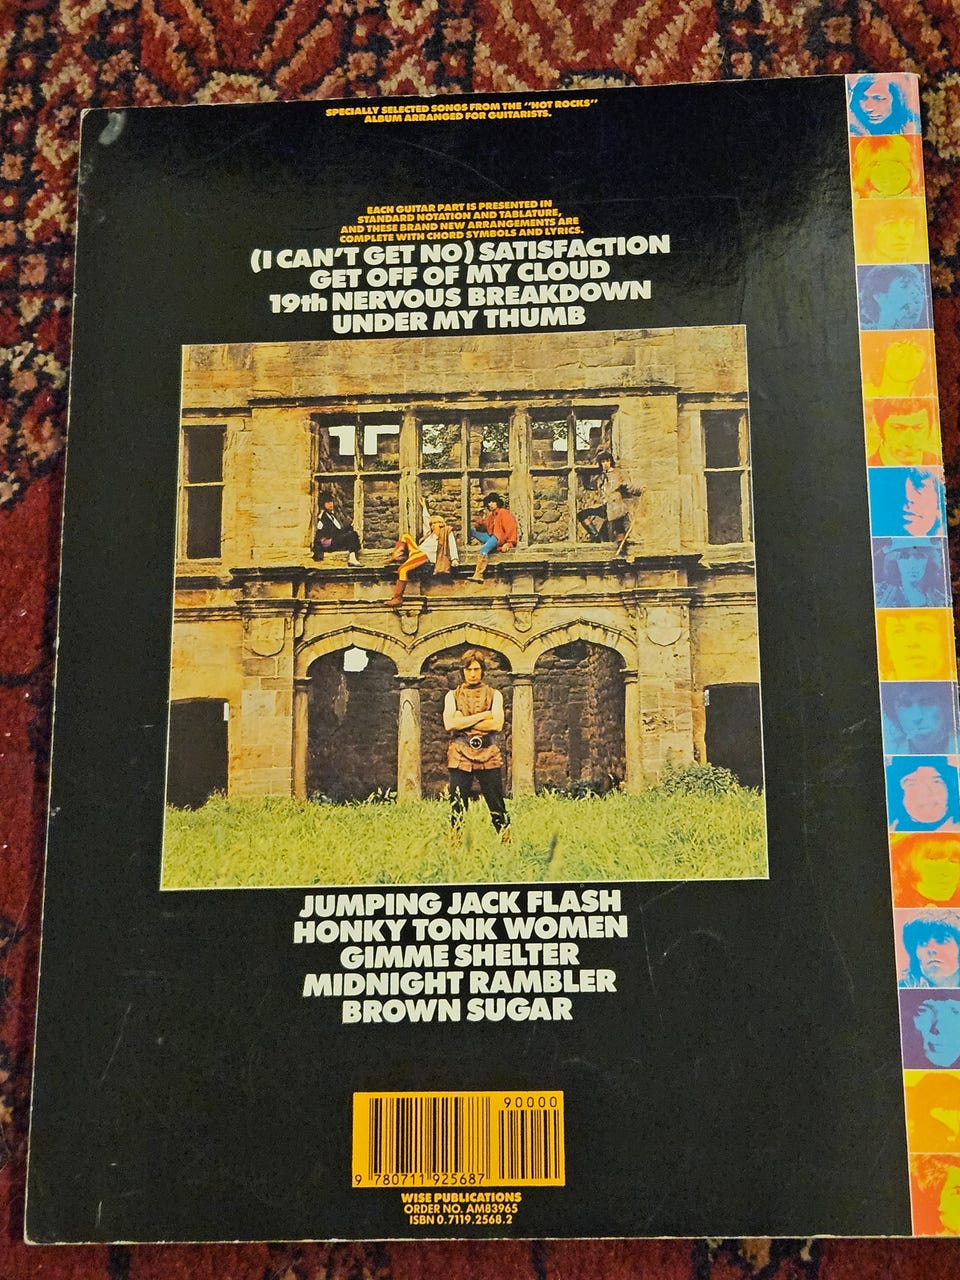 SPECIALLY SELECTED SONGS FROM THE "HOT ROCKS"
ALBUM ARRANGED FOR GUITARISTS.
EACH GUITAR PART IS PRESENTED IN
STANDARD NOTATION AND TABLATURE,
AND THESE BRAND NEW ARRANGEMENTS ARE
COMPLETE WITH CHORD SYMBOLS AND LYRICS.
(I CAN'T GET NO) SATISFACTION
GET OFF OF MY CLOUD
19th NERVOUS BREAKDOWN
UNDER MY THUMB
JUMPING JACK FLASH
HONKY TONK WOMEN
GIMME SHELTER
MIDNIGHT RAMBLER
BROWN SUGAR
90000
9 780711 925687
WISE PUBLICATIONS
ORDER NO. AM83965
ISBN 0.7119.2568.2